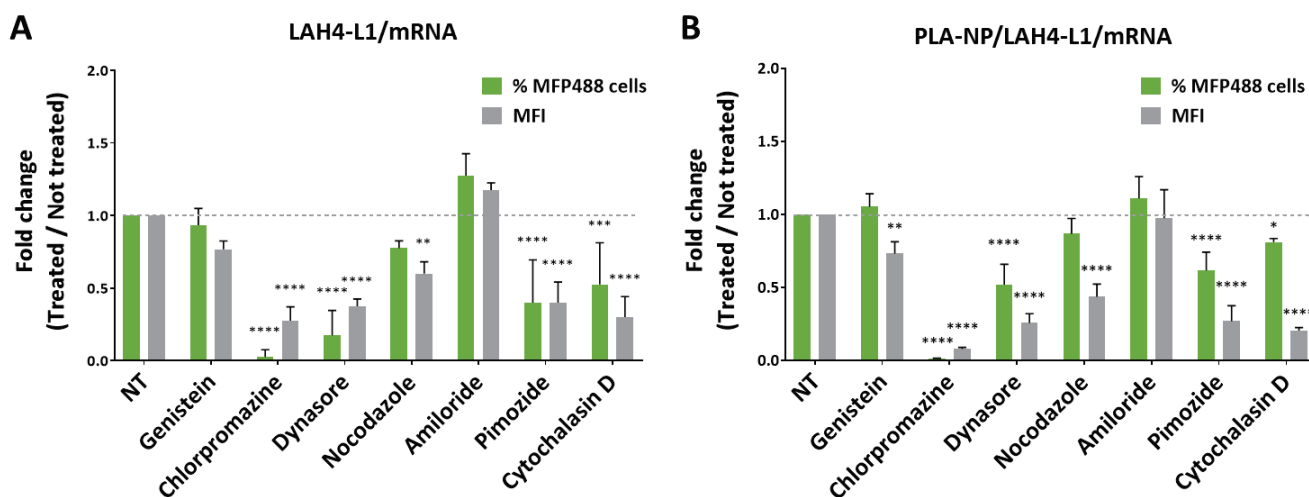 A
LAH4-L1/mRNA
Fold change
(Treated / Not treated)
2.0
1.5
1.0
0.5
0.0
% MFP488 cells
MFI
****
****
****
****
**
****
****
***
****
NT
Genistein
Chlorpromazine
Dynasore
Nocodazole
Amiloride
Pimozide
Cytochalasin D
B
PLA-NP/LAH4-L1/mRNA
Fold change
(Treated / Not treated)
2.0
1.5
1.0
0.5
0.0
% MFP488 cells
MFI
**
****
****
****
****
****
****
****
*
****
NT
Genistein
Chlorpromazine
Dynasore
Nocodazole
Amiloride
Pimozide
Cytochalasin D